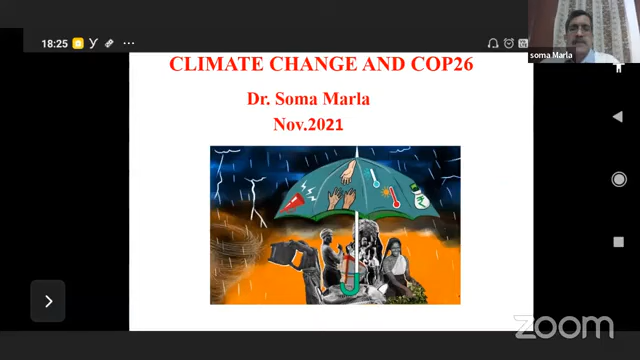 18:25
CLIMATE CHANGE AND COP26
Dr. Soma Marla
Nov.2021
₹
soma Marla
zoom